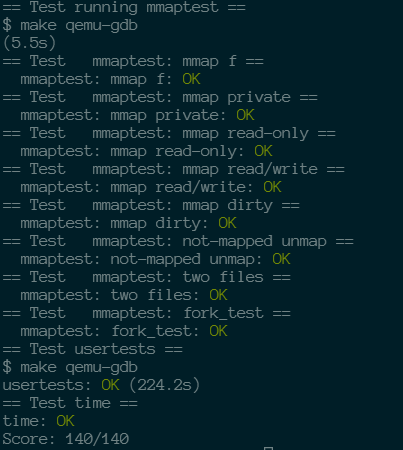 == Test running mmaptest ==
$ make qemu-gdb
(5.5s)
== Test   mmaptest: mmap f ==
  mmaptest: mmap f: OK
== Test   mmaptest: mmap private ==
  mmaptest: mmap private: OK
== Test   mmaptest: mmap read-only ==
  mmaptest: mmap read-only: OK
== Test   mmaptest: mmap read/write ==
  mmaptest: mmap read/write: OK
== Test   mmaptest: mmap dirty ==
  mmaptest: mmap dirty: OK
== Test   mmaptest: not-mapped unmap ==
  mmaptest: not-mapped unmap: OK
== Test   mmaptest: two files ==
  mmaptest: two files: OK
== Test   mmaptest: fork_test ==
  mmaptest: fork_test: OK
== Test usertests ==
$ make qemu-gdb
usertests: OK (224.2s)
== Test time ==
time: OK
Score: 140/140